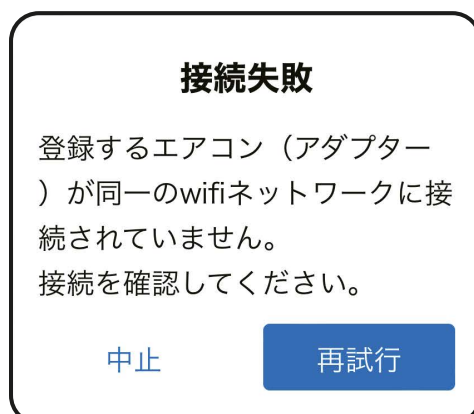 接続失敗
登録するエアコン（アダプター
）が同一のwifiネットワークに接
続されていません。
接続を確認してください。
中止
再試行